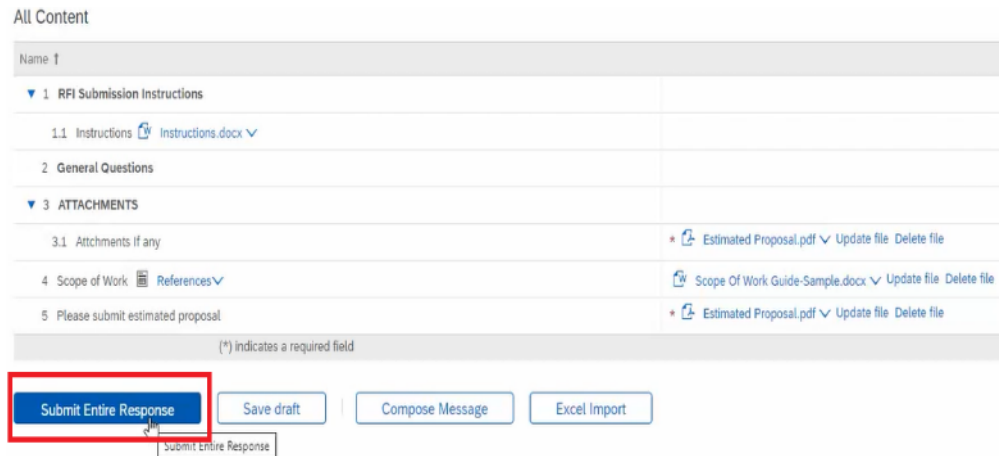 All Content
Name ↑
▼ 1 RFI Submission Instructions
1.1 Instructions Instructions.docx
2 General Questions
▼ 3 ATTACHMENTS
3.1 Attchments If any * Estimated Proposal.pdf Update file Delete file
4 Scope of Work References Scope Of Work Guide-Sample.docx Update file Delete file
5 Please submit estimated proposal * Estimated Proposal.pdf Update file Delete file
(*) indicates a required field
Submit Entire Response Save draft Compose Message Excel Import
Submit Entire Response